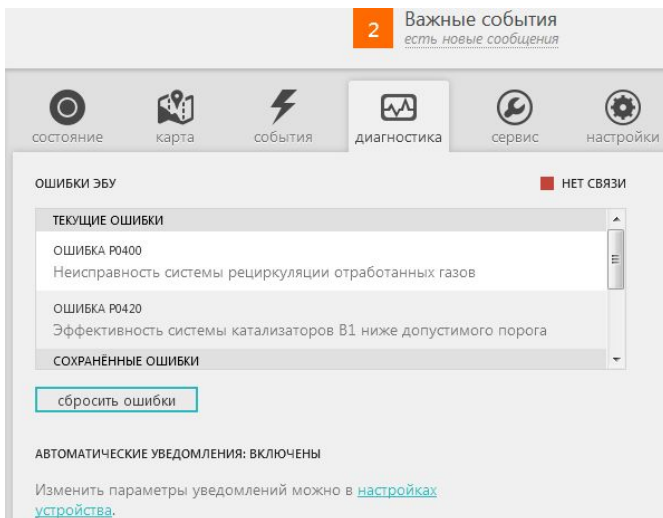 2
Важные события
есть новые сообщения
состояние
карта
события
диагностика
сервис
настройки
ОШИБКИ ЭБУ
НЕТ СВЯЗИ
ТЕКУЩИЕ ОШИБКИ
ОШИБКА P0400
Неисправность системы рециркуляции отработанных газов
ОШИБКА P0420
Эффективность системы катализаторов B1 ниже допустимого порога
СОХРАНЁННЫЕ ОШИБКИ
сбросить ошибки
АВТОМАТИЧЕСКИЕ УВЕДОМЛЕНИЯ: ВКЛЮЧЕНЫ
Изменить параметры уведомлений можно в настройках
устройства.